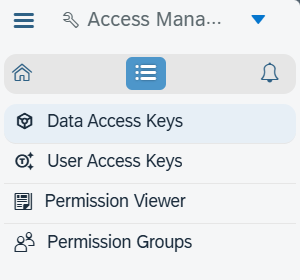 Access Mana...
Data Access Keys
User Access Keys
Permission Viewer
Permission Groups